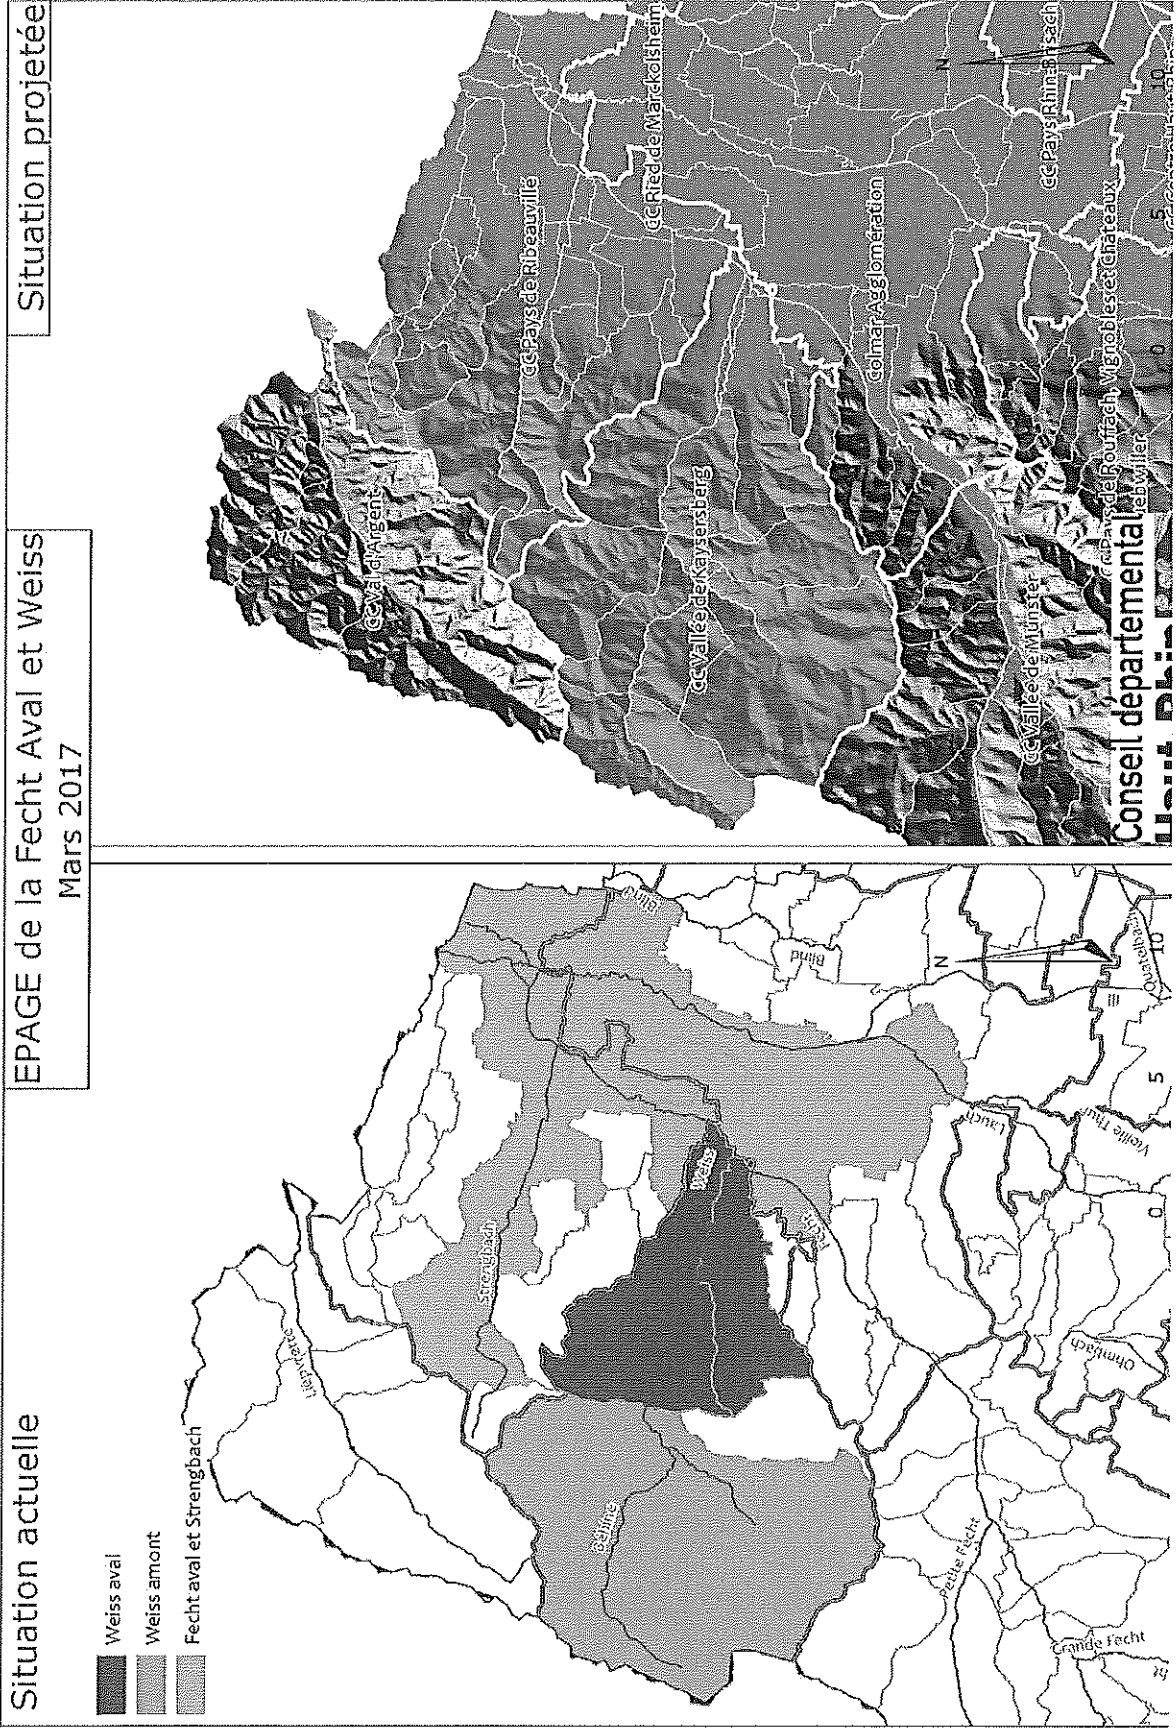 EPAGE de la Fecht Aval et Weiss
Mars 2017
Situation actuelle
Weiss aval
Weiss amont
Fecht aval et Strengbach
Liepvrette
Strengbach
Béhine
Weiss
Fecht
Blind
Blind
Lauch
Vieille Thur
Ohmbach
Petite Fecht
Grande Fecht
N
0
5
10
Situation projetée
CC Val d'Argent
CC Pays de Ribeauvillé
CC Ried de Marckolsheim
CC Vallée de Kaysersberg
Colmar Agglomération
CC Pays Rhin-Brisach
CC Vallée de Munster
CC Pays de Rouffach, Vignobles et Châteaux
N
0
5
10
Conseil départemental
Haut-Rhin